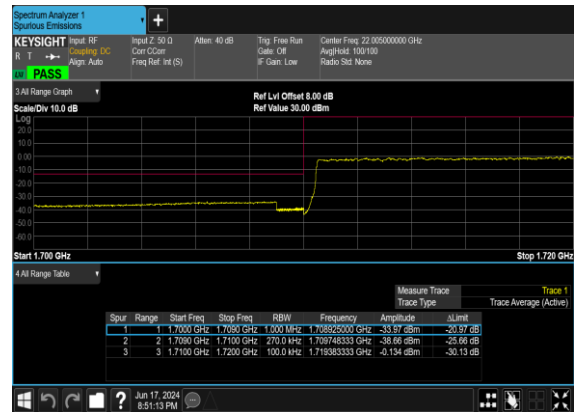 Spectrum Analyzer 1
Spurious Emissions
KEYSIGHT Input: RF Input Z: 50 Ω Atten: 40 dB Trig: Free Run Center Freq: 22.005000000 GHz
R T Coupling: DC Corr CCorr Gate: Off Avg|Hold: 100/100
Align: Auto Freq Ref: Int (S) IF Gain: Low Radio Std: None
PASS
3 All Range Graph
Ref Lvl Offset 8.00 dB
Scale/Div 10.0 dB Ref Value 30.00 dBm
Log
20.0
10.0
0.00
-10.0
-20.0
-30.0
-40.0
-50.0
-60.0
Start 1.700 GHz Stop 1.720 GHz
4 All Range Table
Measure Trace Trace 1
Trace Type Trace Average (Active)
Spur Range Start Freq Stop Freq RBW Frequency Amplitude ΔLimit
1 1 1.7000 GHz 1.7090 GHz 1.000 MHz 1.708925000 GHz -33.97 dBm -20.97 dB
2 2 1.7090 GHz 1.7100 GHz 270.0 kHz 1.709748333 GHz -38.66 dBm -25.66 dB
3 3 1.7100 GHz 1.7200 GHz 100.0 kHz 1.719383333 GHz -0.134 dBm -30.13 dB
? Jun 17, 2024
8:51:13 PM